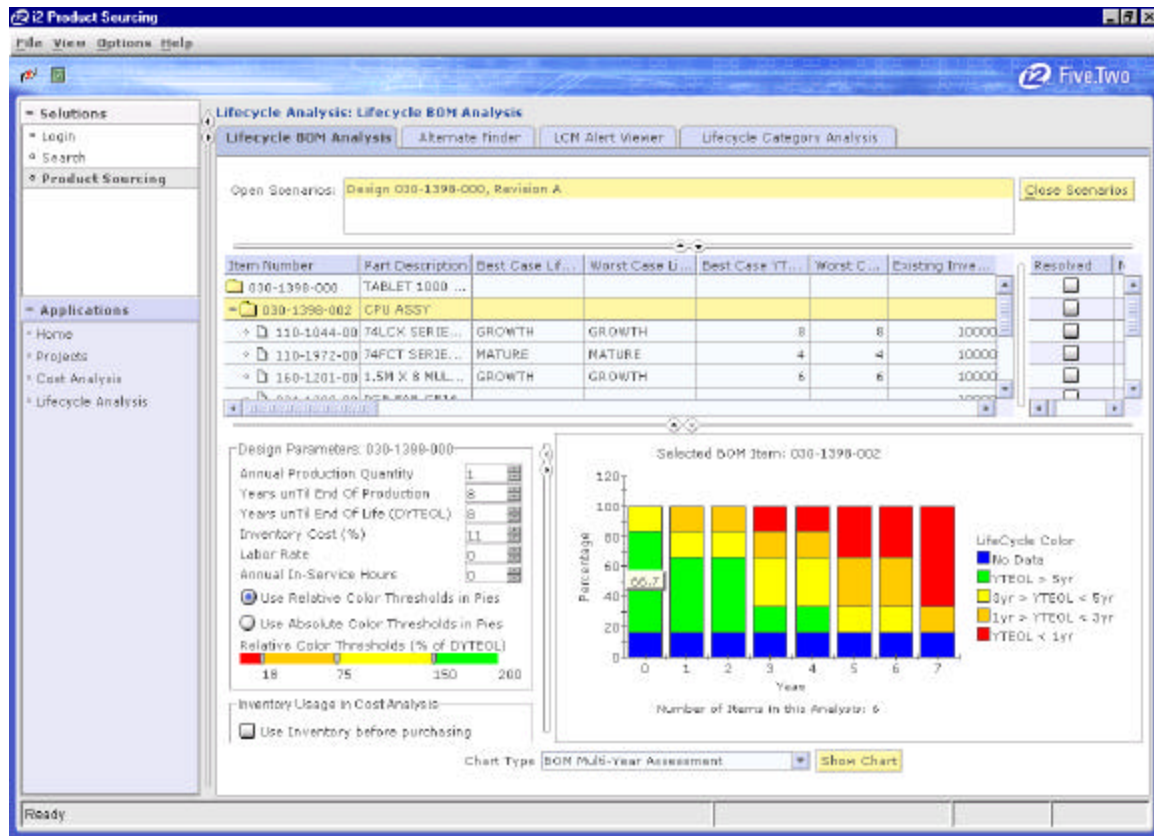 i2 Product Sourcing
File View Options Help
i2 Five.Two
Solutions
Login
Search
Product Sourcing
Applications
Home
Projects
Cost Analysis
Lifecycle Analysis
Lifecycle Analysis: Lifecycle BOM Analysis
Lifecycle BOM Analysis Alternate Finder LCM Alert Viewer Lifecycle Category Analysis
Open Scenarios: Design 030-1398-000, Revision A Close Scenarios
Item Number Part Description Best Case Lif... Worst Case Li... Best Case YT... Worst C... Existing Inve... Resolved
030-1398-000 TABLET 1000 ...
030-1398-002 CPU ASSY
110-1044-00 74LCX SERIE... GROWTH GROWTH 8 8 10000
110-1972-00 74FCT SERIE... MATURE MATURE 4 4 10000
160-1201-00 1.5M X 8 MUL... GROWTH GROWTH 6 6 10000
Design Parameters: 030-1398-000
Annual Production Quantity 1
Years unTil End Of Production 8
Years unTil End Of Life (DYTEOL) 8
Inventory Cost (%) 11
Labor Rate 0
Annual In-Service Hours 0
Use Relative Color Thresholds in Pies
Use Absolute Color Thresholds in Pies
Relative Color Thresholds (% of DYTEOL)
18 75 150 200
Inventory Usage in Cost Analysis
Use Inventory before purchasing
Selected BOM Item: 030-1398-002
120
100
80
60
40
20
0
Percentage
66.7
0 1 2 3 4 5 6 7
Year
Number of Items in this Analysis: 6
LifeCycle Color
No Data
YTEOL > 5yr
3yr > YTEOL < 5yr
1yr > YTEOL < 3yr
YTEOL < 1yr
Chart Type BOM Multi-Year Assessment Show Chart
Ready